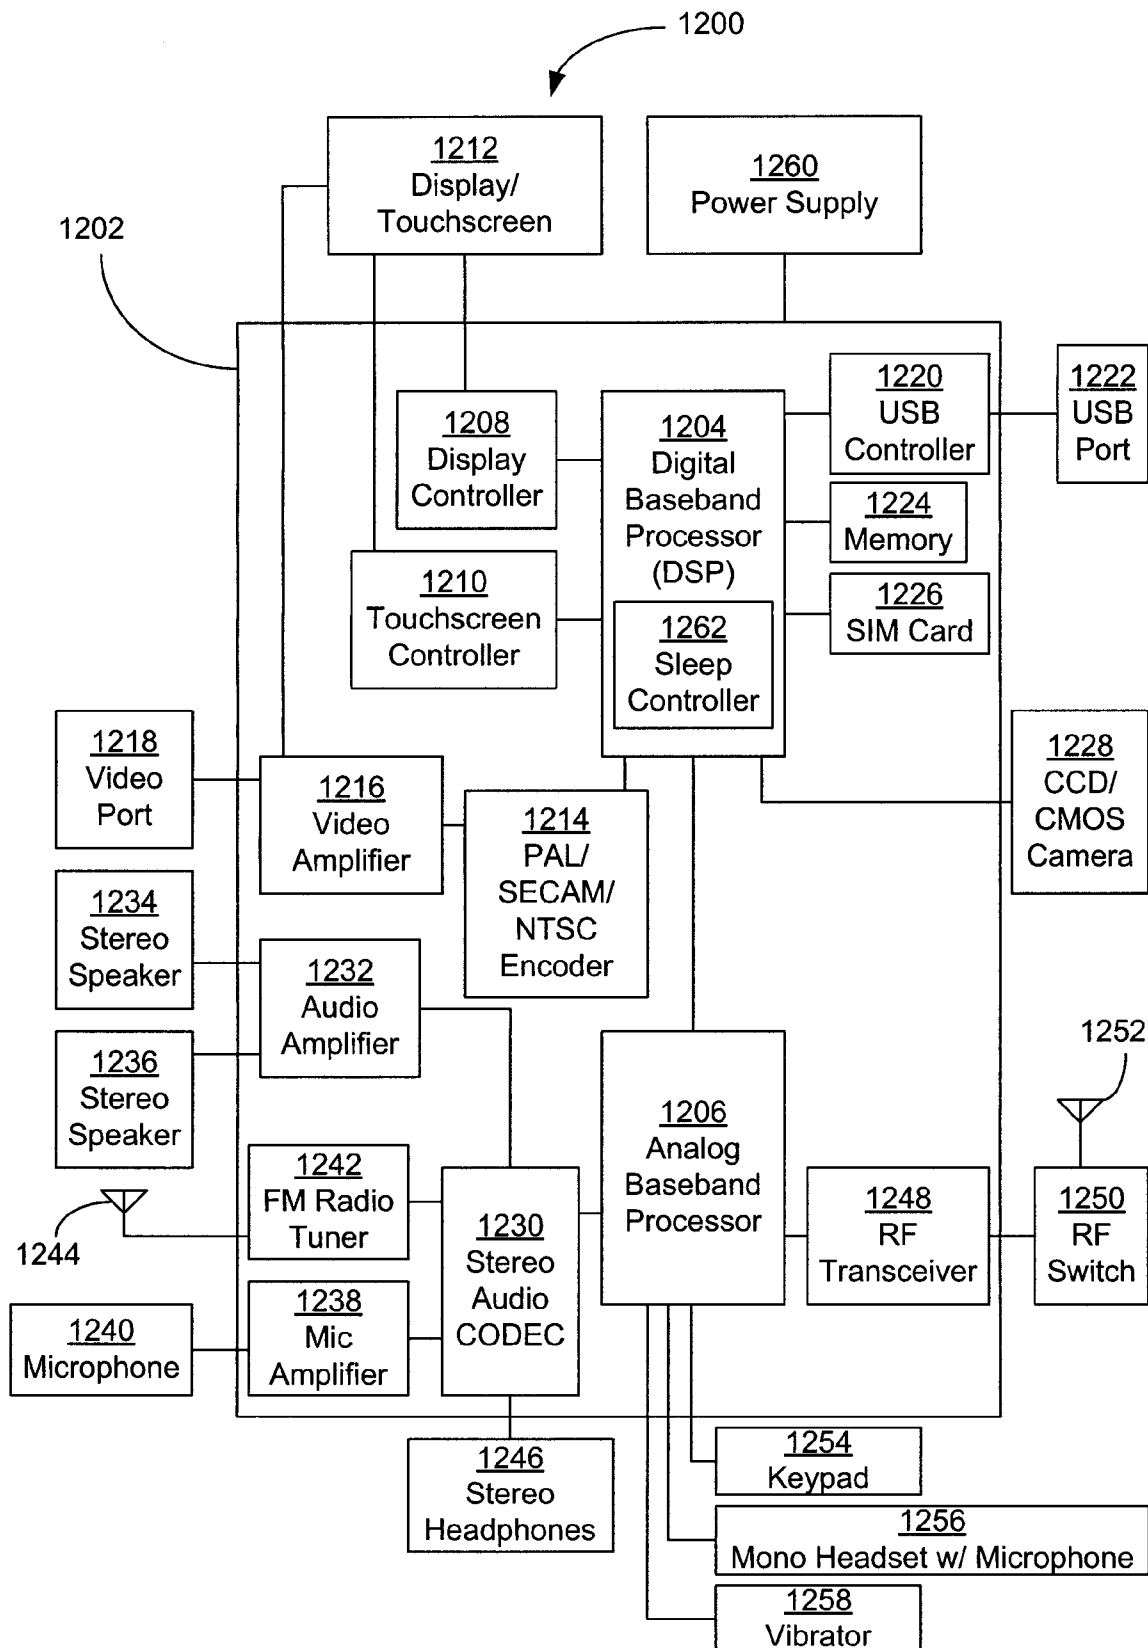 1200
1212
Display/
Touchscreen
1260
Power Supply
1202
1208
Display
Controller
1204
Digital
Baseband
Processor
(DSP)
1220
USB
Controller
1222
USB
Port
1224
Memory
1210
Touchscreen
Controller
1226
SIM Card
1262
Sleep
Controller
1218
Video
Port
1216
Video
Amplifier
1214
PAL/
SECAM/
NTSC
Encoder
1228
CCD/
CMOS
Camera
1234
Stereo
Speaker
1232
Audio
Amplifier
1236
Stereo
Speaker
1206
Analog
Baseband
Processor
1252
1242
FM Radio
Tuner
1244
1230
Stereo
Audio
CODEC
1248
RF
Transceiver
1250
RF
Switch
1240
Microphone
1238
Mic
Amplifier
1246
Stereo
Headphones
1254
Keypad
1256
Mono Headset w/ Microphone
1258
Vibrator